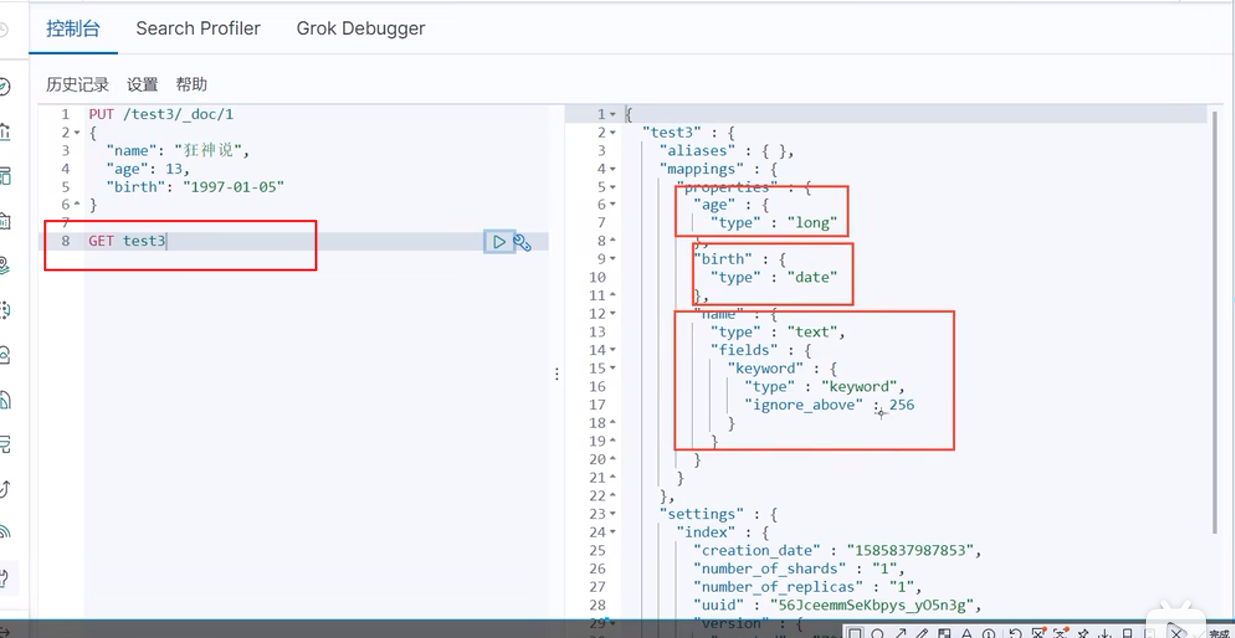 控制台 Search Profiler Grok Debugger
历史记录 设置 帮助
1 PUT /test3/_doc/1
2 {
3 "name": "狂神说",
4 "age": 13,
5 "birth": "1997-01-05"
6 }
7
8 GET test3
1 {
2 "test3" : {
3 "aliases" : { },
4 "mappings" : {
5 "properties" : {
6 "age" : {
7 "type" : "long"
8 },
9 "birth" : {
10 "type" : "date"
11 },
12 "name" : {
13 "type" : "text",
14 "fields" : {
15 "keyword" : {
16 "type" : "keyword",
17 "ignore_above" : 256
18 }
19 }
20 }
21 }
22 },
23 "settings" : {
24 "index" : {
25 "creation_date" : "1585837987853",
26 "number_of_shards" : "1",
27 "number_of_replicas" : "1",
28 "uuid" : "56JceemmSeKbpys_yO5n3g",
29 "version" : {
完成